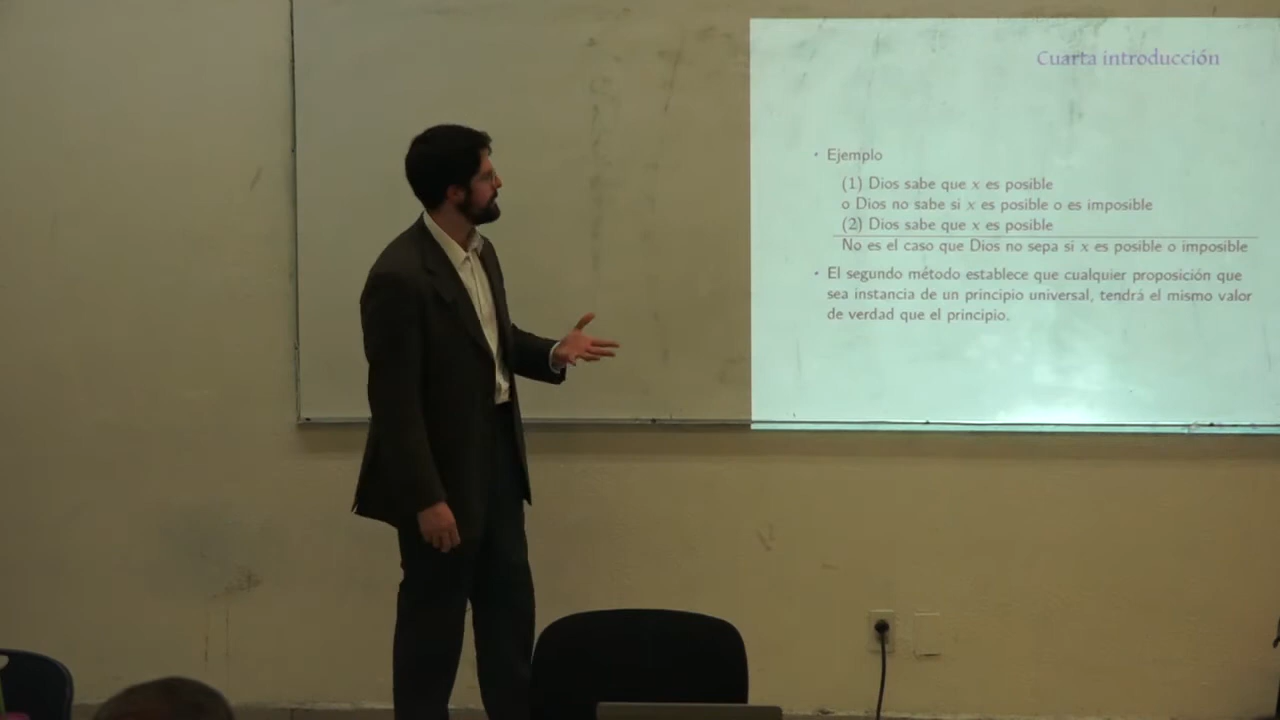 Cuarta introducción
• Ejemplo
(1) Dios sabe que x es posible
o Dios no sabe si x es posible o es imposible
(2) Dios sabe que x es posible
No es el caso que Dios no sepa si x es posible o imposible
• El segundo método establece que cualquier proposición que
sea instancia de un principio universal, tendrá el mismo valor
de verdad que el principio.